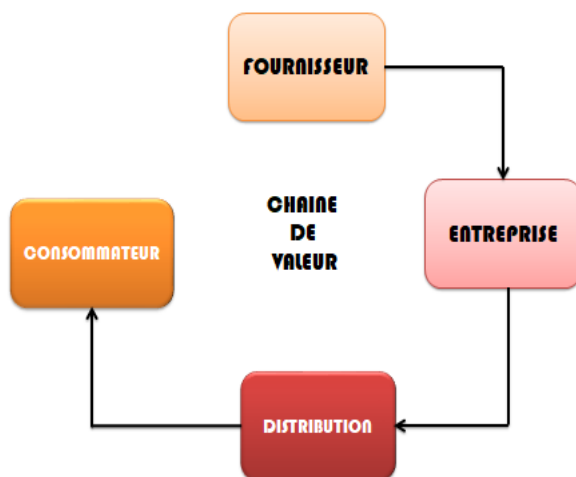 FOURNISSEUR
ENTREPRISE
CHAINE
DE
VALEUR
CONSOMMATEUR
DISTRIBUTION